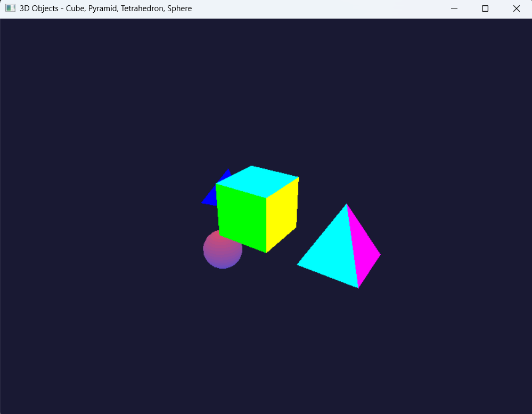 3D Objects - Cube, Pyramid, Tetrahedron, Sphere